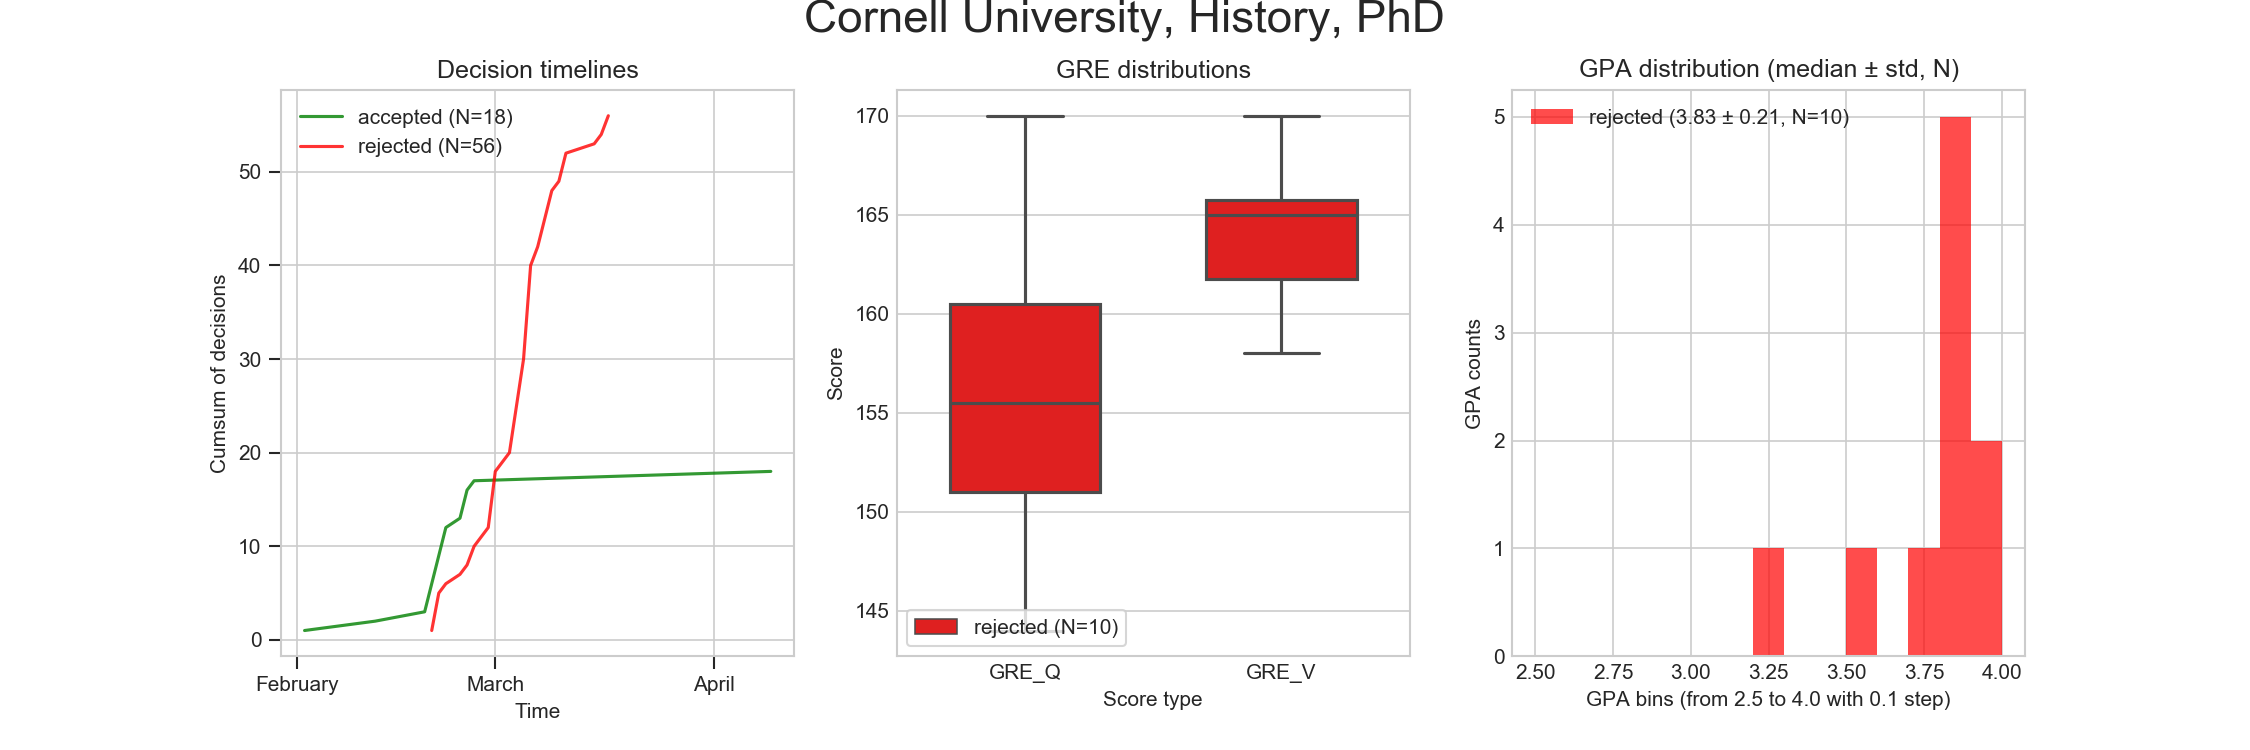 Cornell University, History, PhD
Decision timelines
accepted (N=18)
rejected (N=56)
50
40
30
20
10
0
Cumsum of decisions
February
March
April
Time
GRE distributions
170
165
160
155
150
145
Score
rejected (N=10)
GRE_Q
GRE_V
Score type
GPA distribution (median ± std, N)
rejected (3.83 ± 0.21, N=10)
5
4
3
2
1
0
GPA counts
2.50
2.75
3.00
3.25
3.50
3.75
4.00
GPA bins (from 2.5 to 4.0 with 0.1 step)